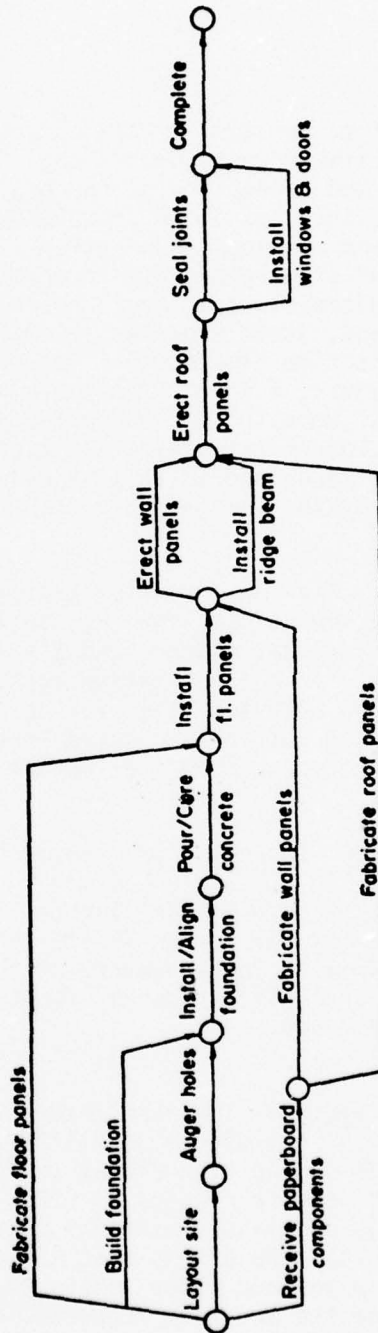 Fabricate floor panels
Build foundation
Layout site
Auger holes
Install/Align
foundation
Pour/Cure
concrete
Install
fl. panels
Erect wall
panels
Install
ridge beam
Erect roof
panels
Seal joints
Install
windows & doors
Complete
Receive paperboard
components
Fabricate wall panels
Fabricate roof panels